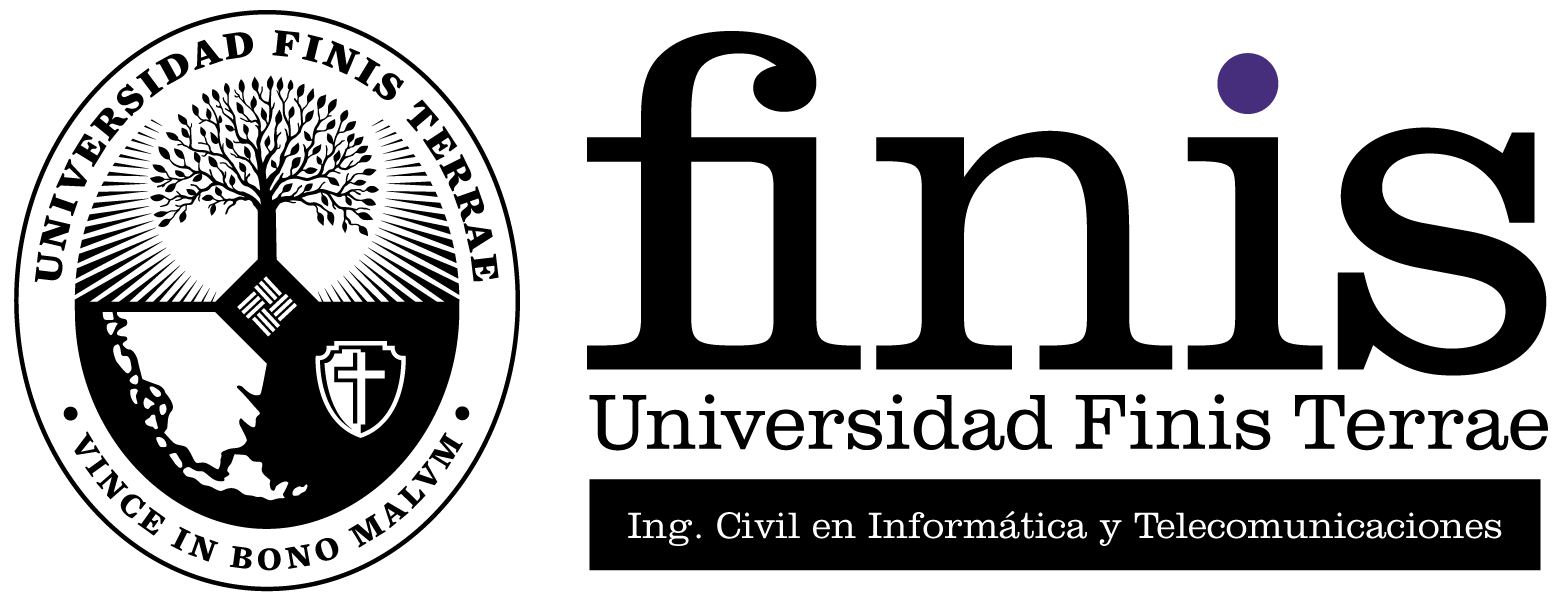 UNIVERSIDAD FINIS TERRAE
VINCE IN BONO MALVM
finis
Universidad Finis Terrae
Ing. Civil en Informática y Telecomunicaciones